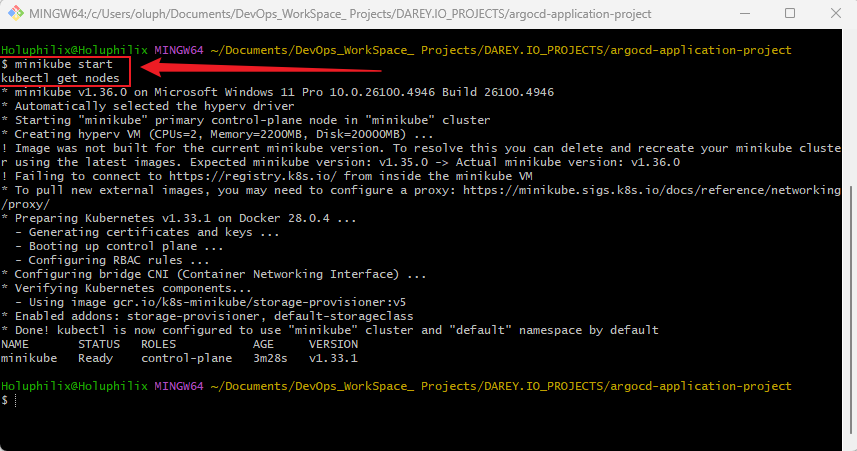 MINGW64:/c/Users/oluph/Documents/DevOps_WorkSpace_ Projects/DAREY.IO_PROJECTS/argocd-application-project
Holuphilix@Holuphilix MINGW64 ~/Documents/DevOps_WorkSpace_ Projects/DAREY.IO_PROJECTS/argocd-application-project
$ minikube start
kubectl get nodes
* minikube v1.36.0 on Microsoft Windows 11 Pro 10.0.26100.4946 Build 26100.4946
* Automatically selected the hyperv driver
* Starting "minikube" primary control-plane node in "minikube" cluster
* Creating hyperv VM (CPUs=2, Memory=2200MB, Disk=20000MB) ...
! Image was not built for the current minikube version. To resolve this you can delete and recreate your minikube cluste
r using the latest images. Expected minikube version: v1.35.0 -> Actual minikube version: v1.36.0
! Failing to connect to https://registry.k8s.io/ from inside the minikube VM
* To pull new external images, you may need to configure a proxy: https://minikube.sigs.k8s.io/docs/reference/networking
/proxy/
* Preparing Kubernetes v1.33.1 on Docker 28.0.4 ...
  - Generating certificates and keys ...
  - Booting up control plane ...
  - Configuring RBAC rules ...
* Configuring bridge CNI (Container Networking Interface) ...
* Verifying Kubernetes components...
  - Using image gcr.io/k8s-minikube/storage-provisioner:v5
* Enabled addons: storage-provisioner, default-storageclass
* Done! kubectl is now configured to use "minikube" cluster and "default" namespace by default
NAME       STATUS   ROLES           AGE     VERSION
minikube   Ready    control-plane   3m28s   v1.33.1
Holuphilix@Holuphilix MINGW64 ~/Documents/DevOps_WorkSpace_ Projects/DAREY.IO_PROJECTS/argocd-application-project
$